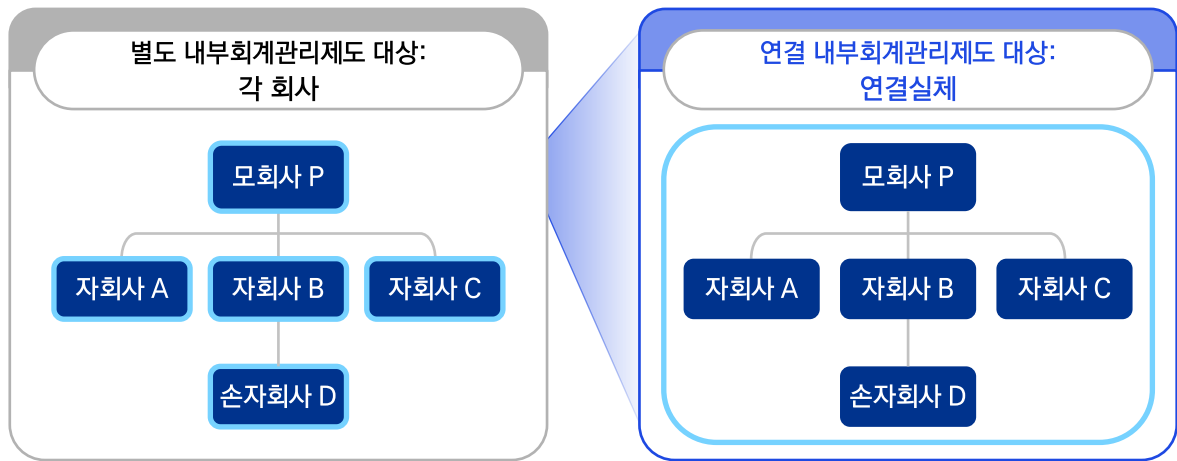 별도 내부회계관리제도 대상:
각 회사
모회사 P
자회사 A
자회사 B
자회사 C
손자회사 D
연결 내부회계관리제도 대상:
연결실체
모회사 P
자회사 A
자회사 B
자회사 C
손자회사 D